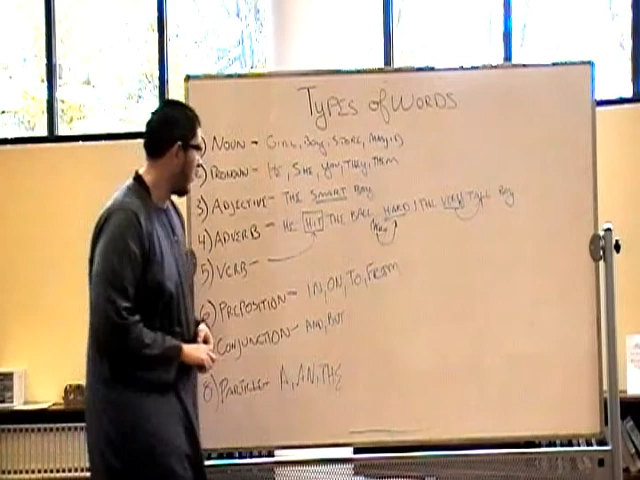 TYPES OF WORDS
) NOUN - GIRL, BOY, STORE, MASJID
) PRONOUN - HE, SHE, YOU, THEY, THEM
3) ADJECTIVE - THE SMART BOY
4) ADVERB - HE HIT THE BALL HARD / THE VERY TALL BOY
5) VERB -
6) PREPOSITION - IN, ON, TO, FROM
CONJUNCTION - AND, BUT
8) PARTICLE - A, AN, THE